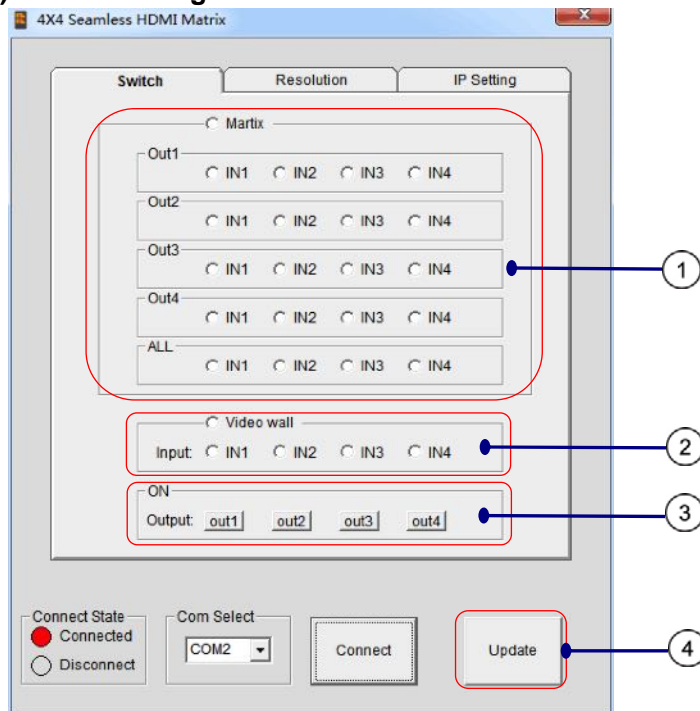 4X4 Seamless HDMI Matrix
Switch Resolution IP Setting
Martix
Out1
IN1 IN2 IN3 IN4
Out2
IN1 IN2 IN3 IN4
Out3
IN1 IN2 IN3 IN4
1
Out4
IN1 IN2 IN3 IN4
ALL
IN1 IN2 IN3 IN4
Video wall
Input: IN1 IN2 IN3 IN4
2
ON
Output: out1 out2 out3 out4
3
Connect State
Connected
Disconnect
Com Select
COM2
Connect
Update
4